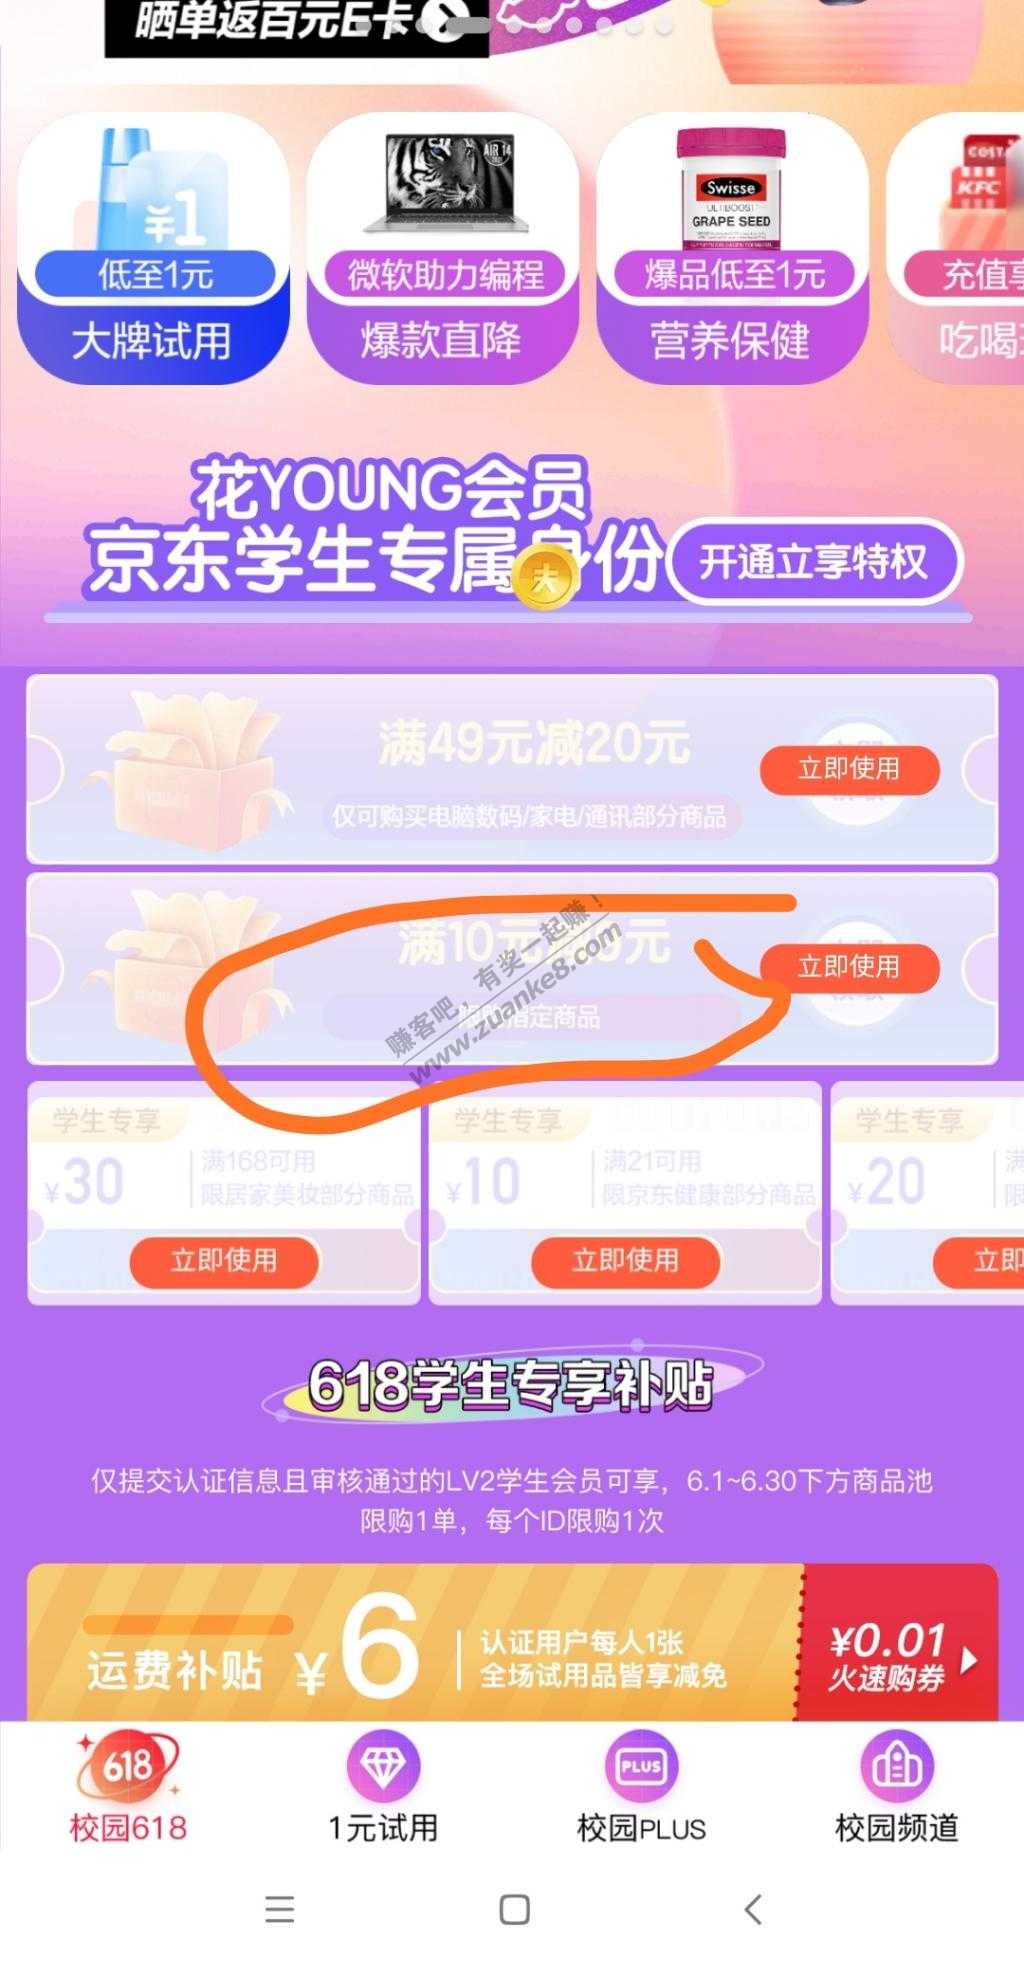 晒单返百元E卡
¥1
AIR 14
Swisse
ULTIBOOST
GRAPE SEED
COSTA
KFC
低至1元
微软助力编程
爆品低至1元
充值享
大牌试用
爆款直降
营养保健
吃喝玩
花YOUNG会员
京东学生专属身份
开通立享特权
满49元减20元
立即使用
仅可购买电脑数码/家电/通讯部分商品
满10元减9元
立即使用
限购指定商品
赚客吧，有奖一起赚！
www.zuanke8.com
学生专享
学生专享
学生专享
¥30
满168可用
限居家美妆部分商品
¥10
满21可用
限京东健康部分商品
¥20
满
限
立即使用
立即使用
立即
618学生专享补贴
仅提交认证信息且审核通过的LV2学生会员可享，6.1~6.30下方商品池
限购1单，每个ID限购1次
运费补贴
¥6
认证用户每人1张
全场试用品皆享减免
¥0.01
火速购券
618
PLUS
校园618
1元试用
校园PLUS
校园频道